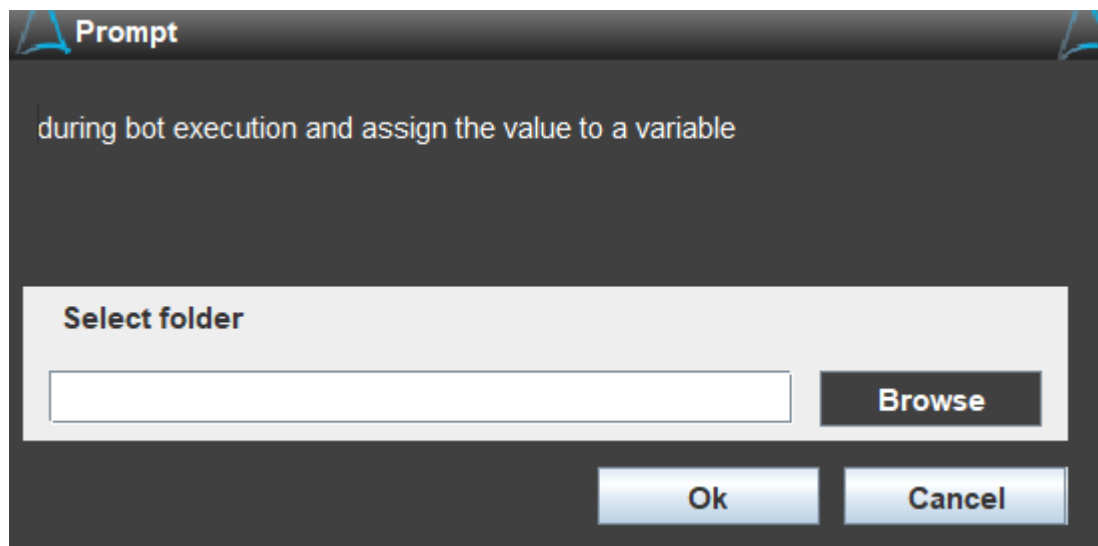 Prompt
during bot execution and assign the value to a variable
Select folder
Browse
Ok
Cancel